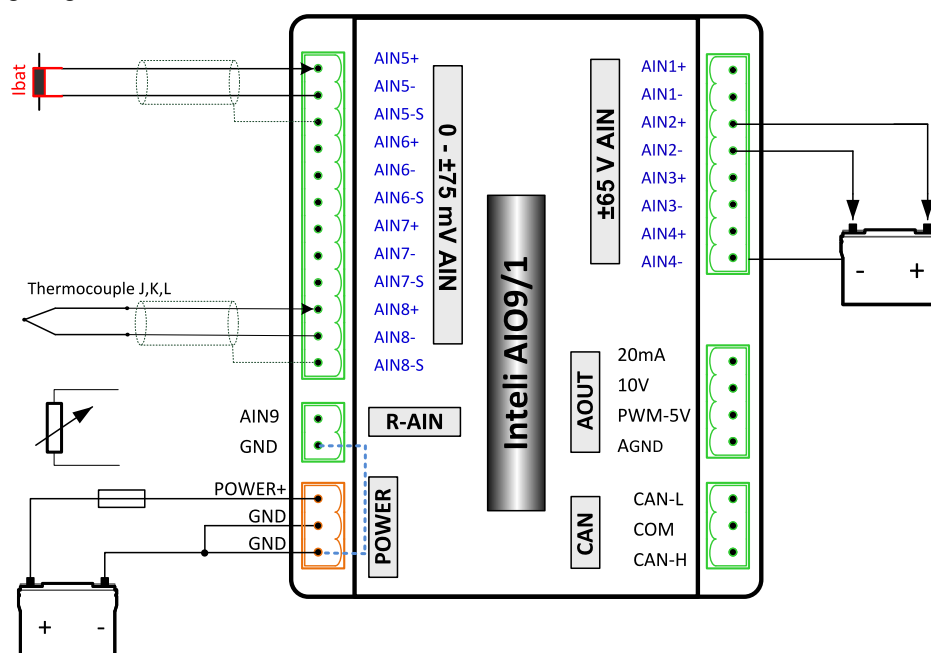 Ibat
AIN5+
AIN5-
AIN5-S
AIN6+
AIN6-
AIN6-S
AIN7+
AIN7-
AIN7-S
AIN8+
AIN8-
AIN8-S
0 - ±75 mV AIN
Thermocouple J,K,L
AIN9
GND
R-AIN
POWER+
GND
GND
POWER
+ -
Inteli AIO9/1
±65 V AIN
AIN1+
AIN1-
AIN2+
AIN2-
AIN3+
AIN3-
AIN4+
AIN4-
- +
AOUT
20mA
10V
PWM-5V
AGND
CAN
CAN-L
COM
CAN-H